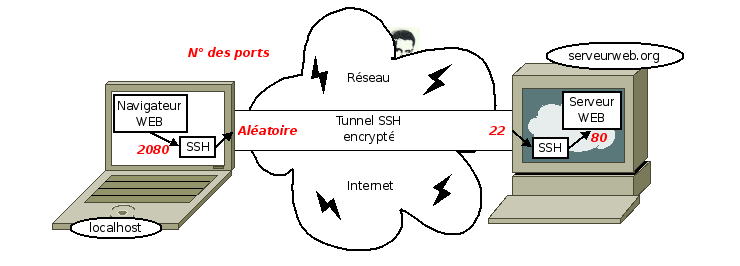 N° des ports
serveurweb.org
Réseau
Navigateur
WEB
Serveur
WEB
Aléatoire
Tunnel SSH
encrypté
22
80
2080
SSH
SSH
Internet
localhost